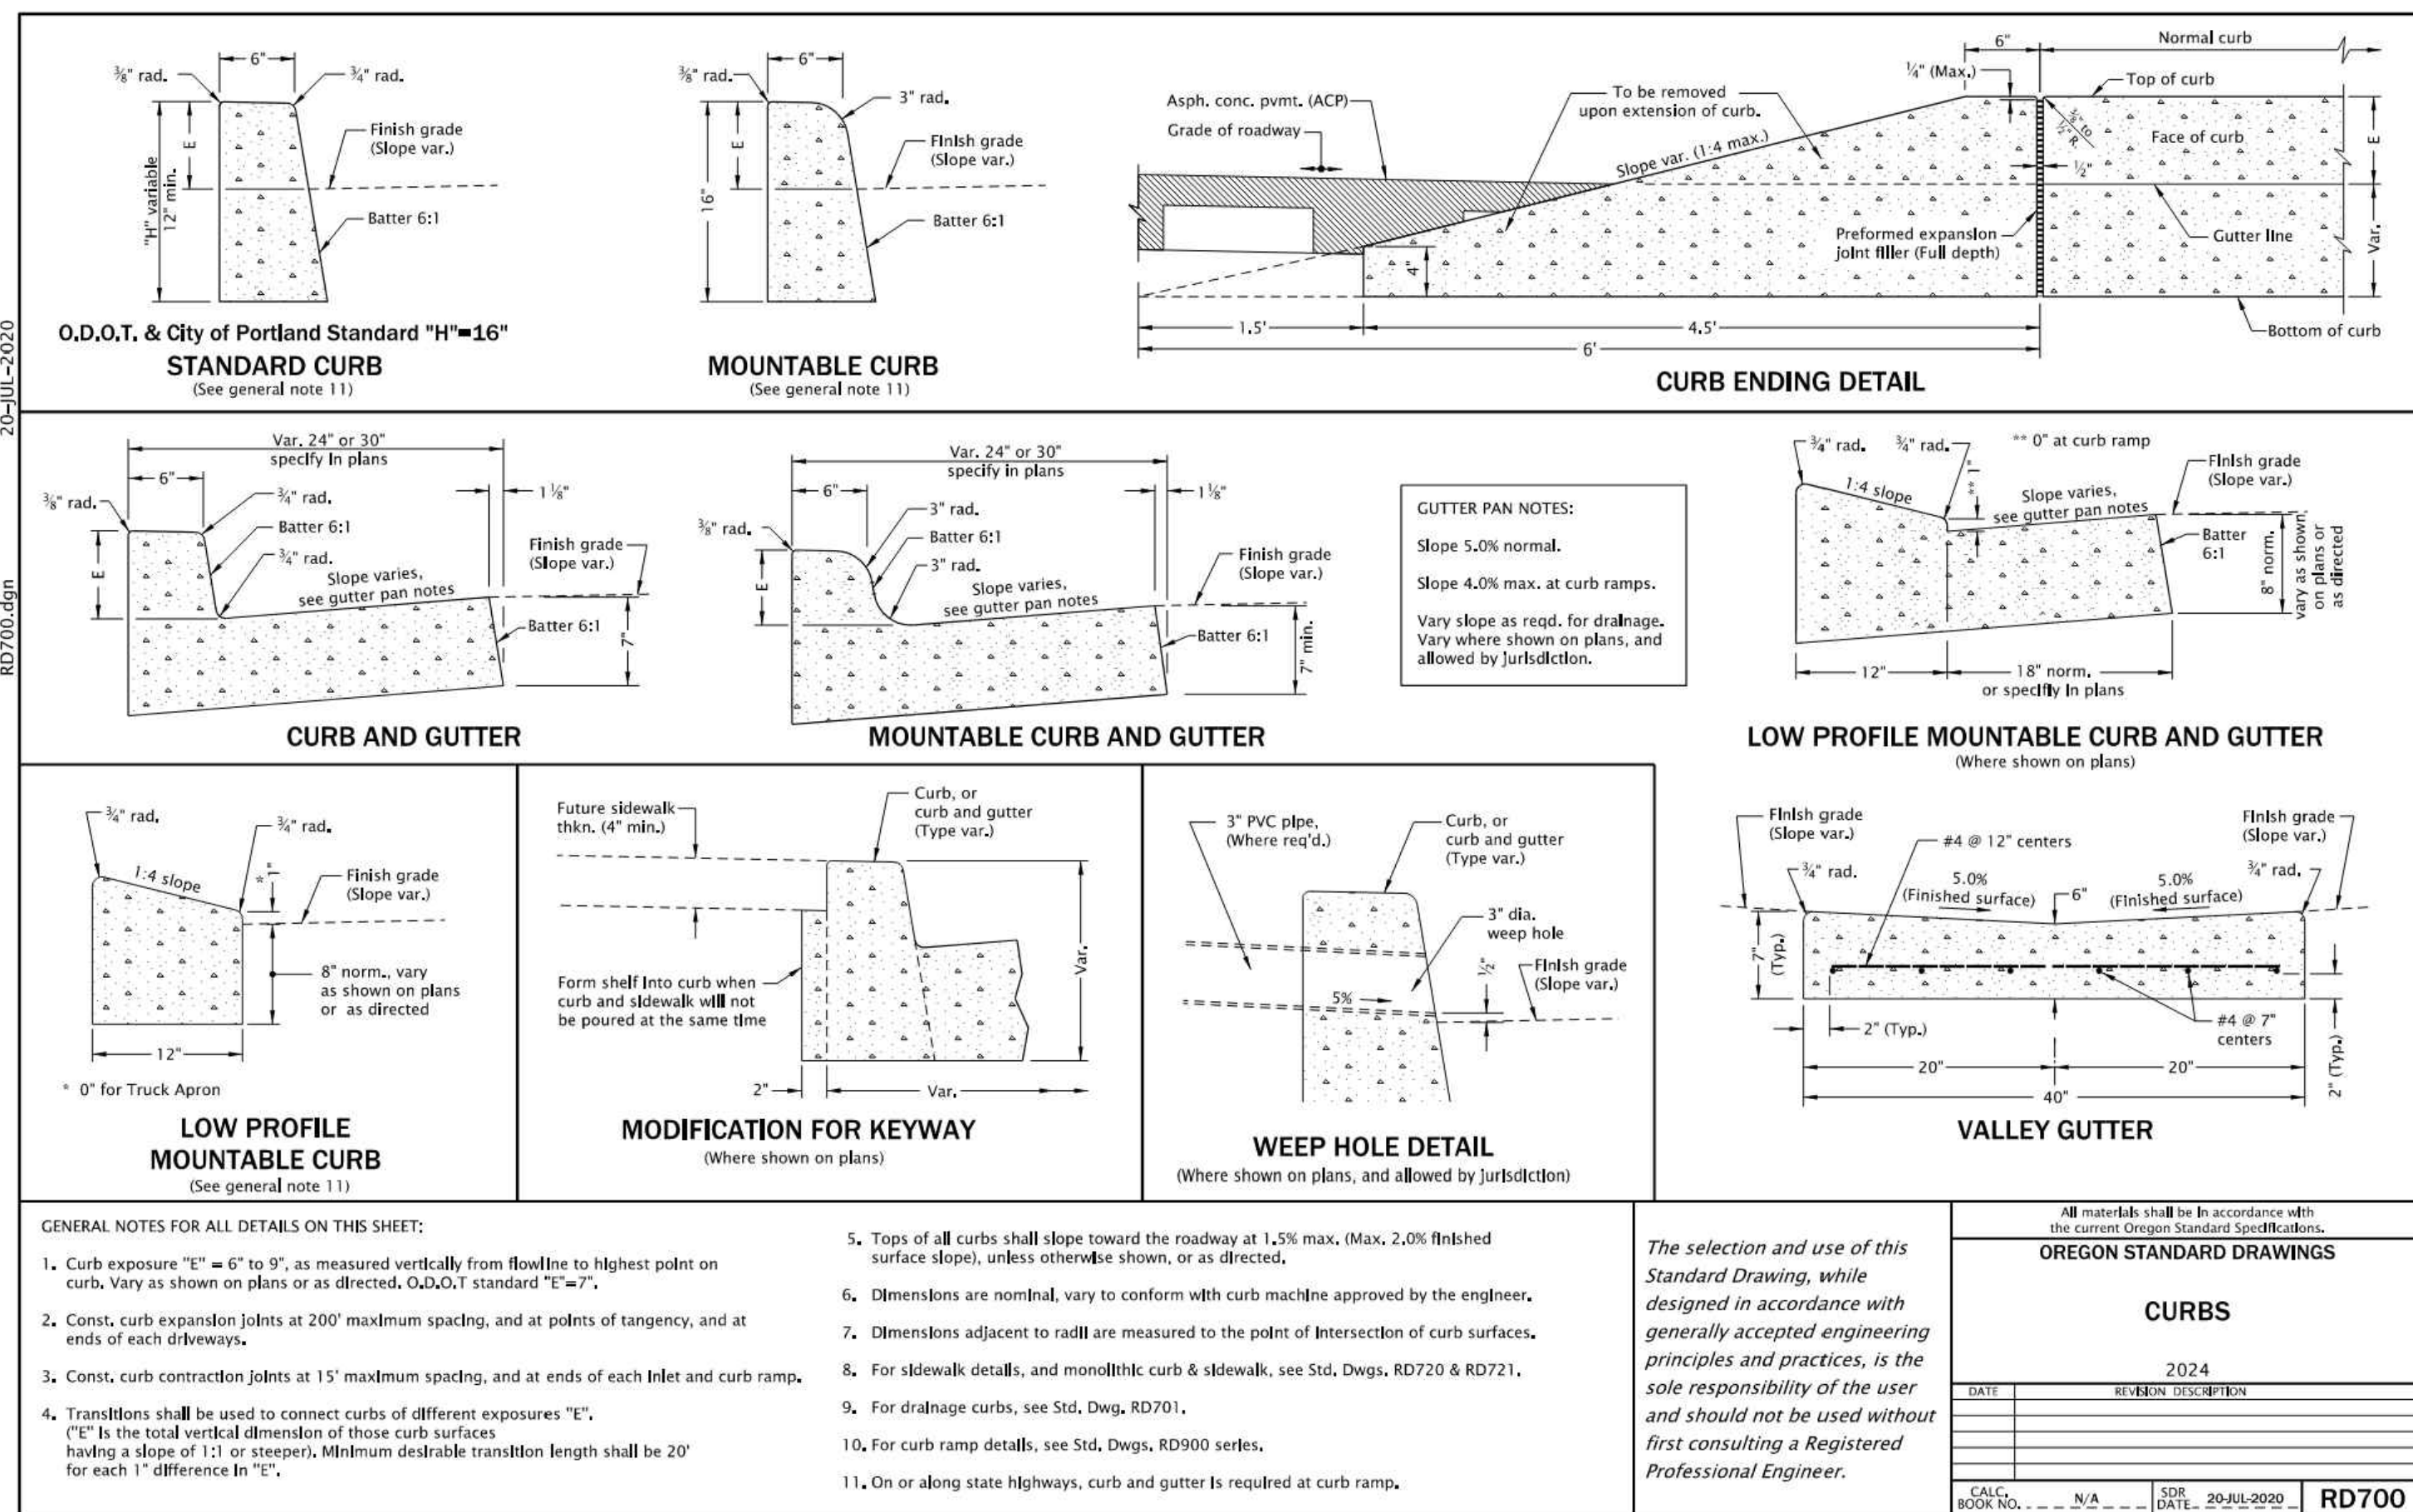 20-JUL-2020
RD700.dgn
6"
⅜" rad.
¾" rad.
E
"H" variable
12" min.
Finish grade
(Slope var.)
Batter 6:1
O.D.O.T. & City of Portland Standard "H"=16"
STANDARD CURB
(See general note 11)
6"
⅜" rad.
3" rad.
E
16"
Finish grade
(Slope var.)
Batter 6:1
MOUNTABLE CURB
(See general note 11)
6"
Normal curb
¼" (Max.)
Top of curb
Asph. conc. pvmt. (ACP)
Grade of roadway
To be removed
upon extension of curb.
Slope var. (1:4 max.)
⅜" to
½" R.
Face of curb
E
½"
Preformed expansion
joint filler (Full depth)
Gutter line
Var.
4"
Bottom of curb
1.5'
4.5'
6'
CURB ENDING DETAIL
Var. 24" or 30"
specify in plans
6"
1⅛"
⅜" rad.
¾" rad.
Batter 6:1
¾" rad.
E
Slope varies,
see gutter pan notes
Finish grade
(Slope var.)
Batter 6:1
7"
CURB AND GUTTER
Var. 24" or 30"
specify in plans
6"
1⅛"
⅜" rad.
3" rad.
Batter 6:1
3" rad.
E
Slope varies,
see gutter pan notes
Finish grade
(Slope var.)
Batter 6:1
7" min.
MOUNTABLE CURB AND GUTTER
GUTTER PAN NOTES:
Slope 5.0% normal.
Slope 4.0% max. at curb ramps.
Vary slope as reqd. for drainage.
Vary where shown on plans, and
allowed by jurisdiction.
¾" rad.
¾" rad.
** 0" at curb ramp
** 1"
1:4 slope
Slope varies,
see gutter pan notes
Finish grade
(Slope var.)
Batter
6:1
8" norm.
vary as shown
on plans or
as directed
12"
18" norm.
or specifiy in plans
LOW PROFILE MOUNTABLE CURB AND GUTTER
(Where shown on plans)
¾" rad.
¾" rad.
1:4 slope
* 1"
Finish grade
(Slope var.)
8" norm., vary
as shown on plans
or as directed
12"
* 0" for Truck Apron
LOW PROFILE
MOUNTABLE CURB
(See general note 11)
Future sidewalk
thkn. (4" min.)
Curb, or
curb and gutter
(Type var.)
Form shelf into curb when
curb and sidewalk will not
be poured at the same time
Var.
2"
Var.
MODIFICATION FOR KEYWAY
(Where shown on plans)
3" PVC pipe,
(Where req'd.)
Curb, or
curb and gutter
(Type var.)
3" dia.
weep hole
½"
Finish grade
(Slope var.)
5%
WEEP HOLE DETAIL
(Where shown on plans, and allowed by jurisdiction)
Finish grade
(Slope var.)
Finish grade
(Slope var.)
#4 @ 12" centers
¾" rad.
5.0%
(Finished surface)
6"
5.0%
(Finished surface)
¾" rad.
7"
(Typ.)
2" (Typ.)
#4 @ 7"
centers
2" (Typ.)
20"
20"
40"
VALLEY GUTTER
GENERAL NOTES FOR ALL DETAILS ON THIS SHEET:
1. Curb exposure "E" = 6" to 9", as measured vertically from flowline to highest point on
curb. Vary as shown on plans or as directed. O.D.O.T standard "E"=7".
2. Const. curb expansion joints at 200' maximum spacing, and at points of tangency, and at
ends of each driveways.
3. Const. curb contraction joints at 15' maximum spacing, and at ends of each inlet and curb ramp.
4. Transitions shall be used to connect curbs of different exposures "E".
("E" is the total vertical dimension of those curb surfaces
having a slope of 1:1 or steeper). Minimum desirable transition length shall be 20'
for each 1" difference in "E".
5. Tops of all curbs shall slope toward the roadway at 1.5% max. (Max. 2.0% finished
surface slope), unless otherwise shown, or as directed.
6. Dimensions are nominal, vary to conform with curb machine approved by the engineer.
7. Dimensions adjacent to radii are measured to the point of intersection of curb surfaces.
8. For sidewalk details, and monolithic curb & sidewalk, see Std. Dwgs. RD720 & RD721.
9. For drainage curbs, see Std. Dwg. RD701.
10. For curb ramp details, see Std. Dwgs. RD900 series.
11. On or along state highways, curb and gutter is required at curb ramp.
The selection and use of this
Standard Drawing, while
designed in accordance with
generally accepted engineering
principles and practices, is the
sole responsibility of the user
and should not be used without
first consulting a Registered
Professional Engineer.
All materials shall be in accordance with
the current Oregon Standard Specifications.
OREGON STANDARD DRAWINGS
CURBS
2024
DATE REVISION DESCRIPTION
CALC.
BOOK NO. N/A
SDR
DATE 20-JUL-2020
RD700